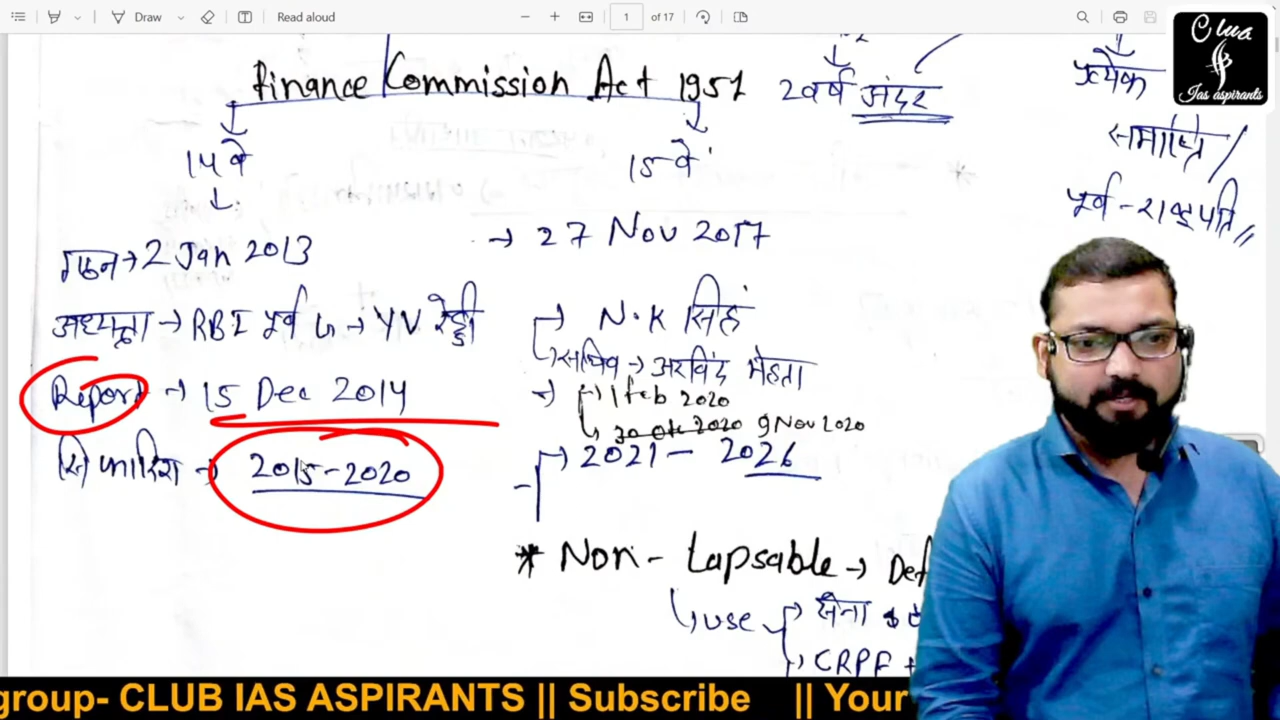 Draw
Read aloud
1 of 17
Clua
Ias aspirants
Finance Commission Act 1951
2 वर्ष अंदर
प्रत्येक
समाप्ति /
पूर्व - राष्ट्रपति //
14 वे
15 वे
गठन → 2 Jan 2013
→ 27 Nov 2017
अध्यक्ष → RBI पूर्व → YV रेड्डी
→ N.K सिंह
सचिव → अरविंद मेहता
Report → 15 Dec 2014
→ 1 feb 2020
30 Oct 2020 9 Nov 2020
2015-2020
→ 2021 - 2026
* Non-Lapsable → Def
use → सेना
→ CRPF +
group- CLUB IAS ASPIRANTS || Subscribe || Your